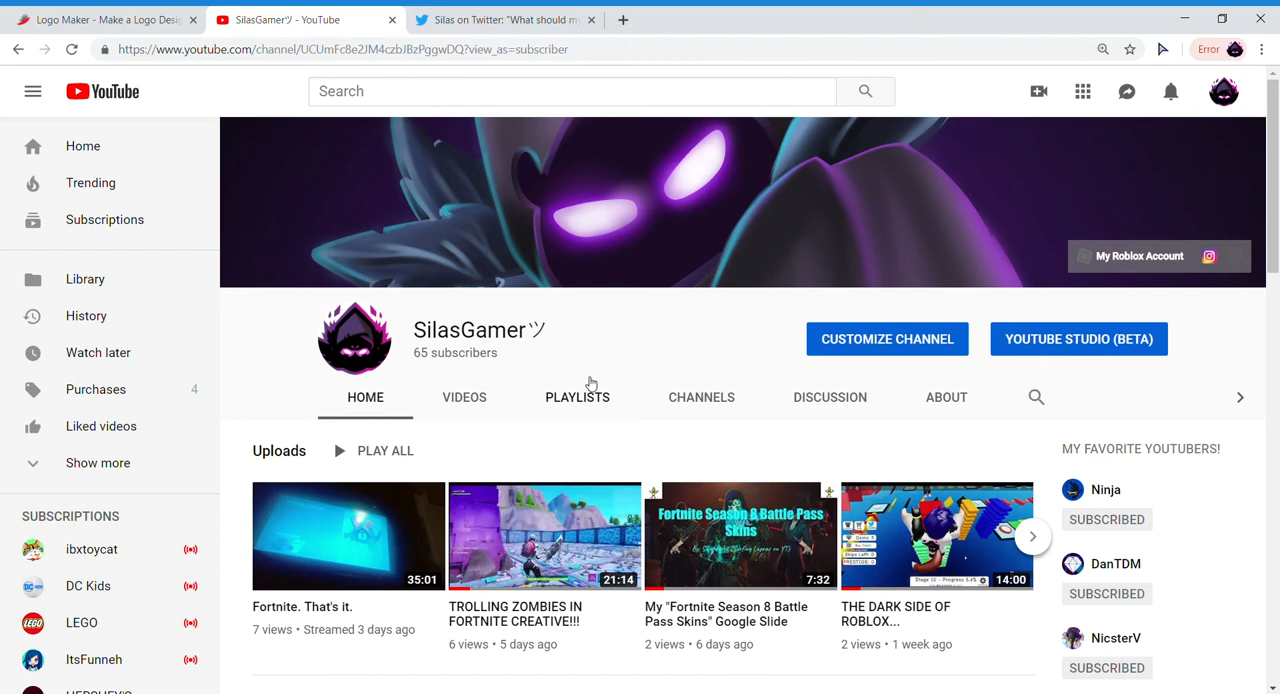 Logo Maker - Make a Logo Desig
SilasGamerツ - YouTube
Silas on Twitter: "What should my
https://www.youtube.com/channel/UCUmFc8e2JM4czbJBzPggwDQ?view_as=subscriber
Error
YouTube
Search
Home
Trending
Subscriptions
Library
History
Watch later
Purchases 4
Liked videos
Show more
SUBSCRIPTIONS
ibxtoycat
DC Kids
LEGO
ItsFunneh
HERSHEY'S
My Roblox Account
SilasGamerツ
65 subscribers
CUSTOMIZE CHANNEL
YOUTUBE STUDIO (BETA)
HOME VIDEOS PLAYLISTS CHANNELS DISCUSSION ABOUT
Uploads PLAY ALL
35:01
Fortnite. That's it.
7 views • Streamed 3 days ago
21:14
TROLLING ZOMBIES IN
FORTNITE CREATIVE!!!
6 views • 5 days ago
Fortnite Season 8 Battle Pass
Skins
7:32
My "Fortnite Season 8 Battle
Pass Skins" Google Slide
2 views • 6 days ago
14:00
THE DARK SIDE OF
ROBLOX...
2 views • 1 week ago
MY FAVORITE YOUTUBERS!
Ninja
SUBSCRIBED
DanTDM
SUBSCRIBED
NicsterV
SUBSCRIBED